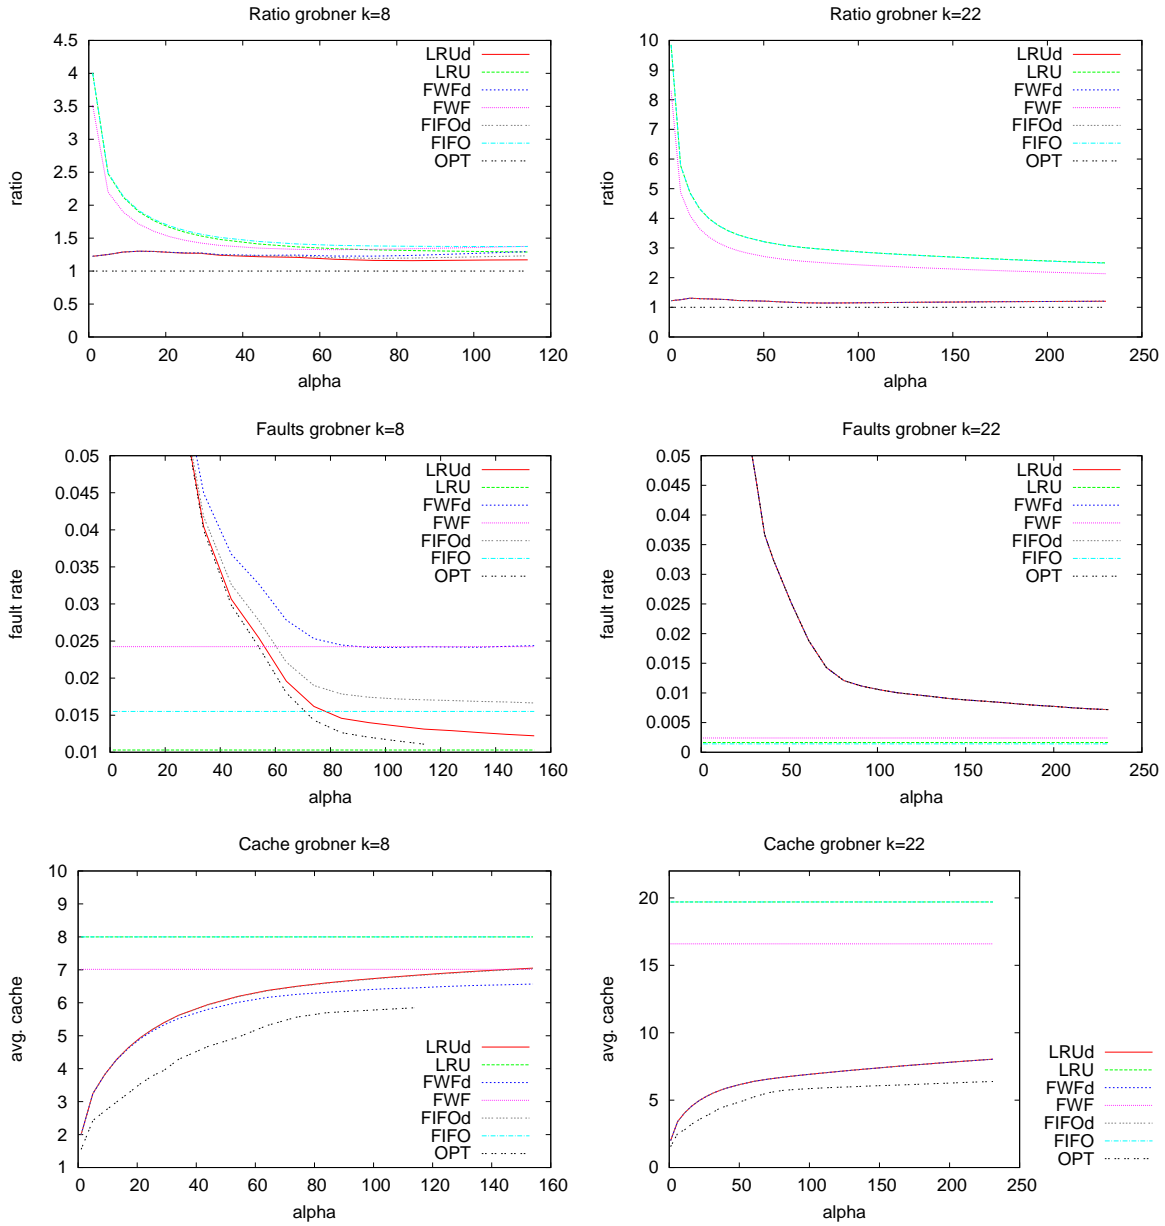 Ratio grobner k=8
4.5
4
3.5
3
2.5
2
1.5
1
0.5
0
ratio
0 20 40 60 80 100 120
alpha
LRUd
LRU
FWFd
FWF
FIFOd
FIFO
OPT
Ratio grobner k=22
10
9
8
7
6
5
4
3
2
1
0
ratio
0 50 100 150 200 250
alpha
LRUd
LRU
FWFd
FWF
FIFOd
FIFO
OPT
Faults grobner k=8
0.05
0.045
0.04
0.035
0.03
0.025
0.02
0.015
0.01
fault rate
0 20 40 60 80 100 120 140 160
alpha
LRUd
LRU
FWFd
FWF
FIFOd
FIFO
OPT
Faults grobner k=22
0.05
0.045
0.04
0.035
0.03
0.025
0.02
0.015
0.01
0.005
0
fault rate
0 50 100 150 200 250
alpha
LRUd
LRU
FWFd
FWF
FIFOd
FIFO
OPT
Cache grobner k=8
10
9
8
7
6
5
4
3
2
1
avg. cache
0 20 40 60 80 100 120 140 160
alpha
LRUd
LRU
FWFd
FWF
FIFOd
FIFO
OPT
Cache grobner k=22
20
15
10
5
0
avg. cache
0 50 100 150 200 250
alpha
LRUd
LRU
FWFd
FWF
FIFOd
FIFO
OPT